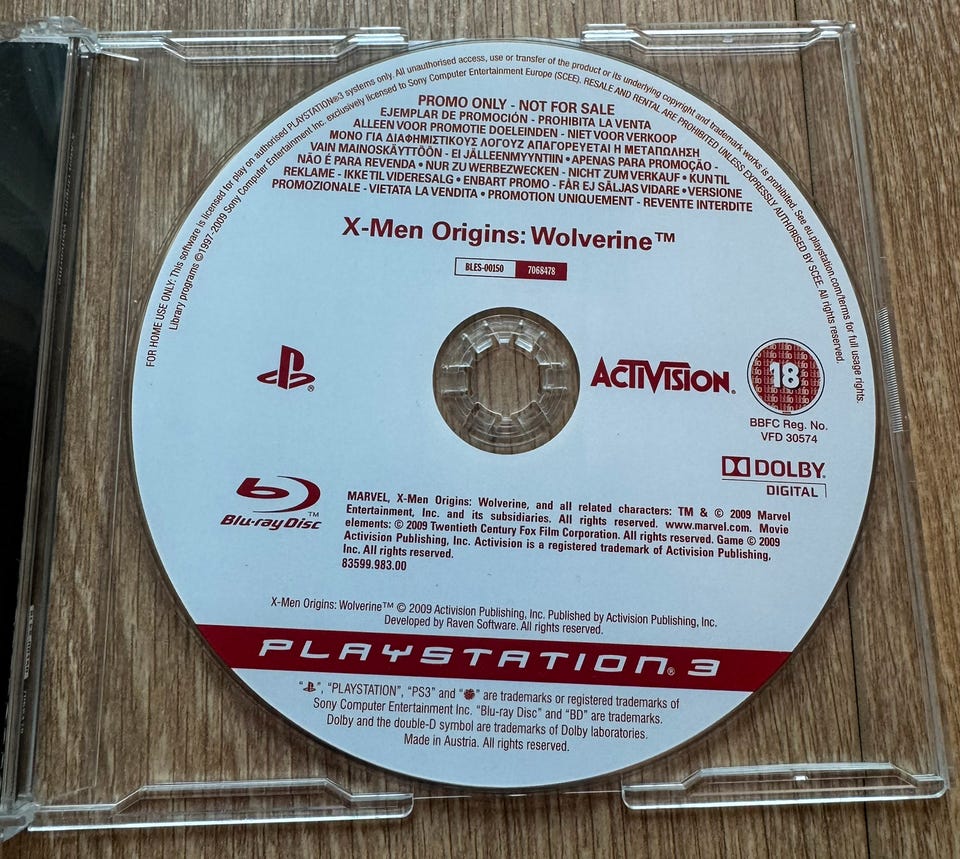 FOR HOME USE ONLY: This software is licensed for play on authorised PLAYSTATION®3 systems only. All unauthorised access, use or transfer of the product or its underlying copyright and trademark works is prohibited. See eu.playstation.com/terms for full usage rights.
Library programs ©1997-2009 Sony Computer Entertainment Inc. exclusively licensed to Sony Computer Entertainment Europe (SCEE). RESALE AND RENTAL ARE PROHIBITED UNLESS EXPRESSLY AUTHORISED BY SCEE. All rights reserved.
PROMO ONLY - NOT FOR SALE
EJEMPLAR DE PROMOCIÓN - PROHIBITA LA VENTA
ALLEEN VOOR PROMOTIE DOELEINDEN - NIET VOOR VERKOOP
ΜΟΝΟ ΓΙΑ ΔΙΑΦΗΜΙΣΤΙΚΟΥΣ ΛΟΓΟΥΖ ΑΠΑΓΟΡΕΥΕΤΑΙ Η ΜΕΤΑΠΩΛΗΣΗ
VAIN MAINOSKÄYTTÖÖN - EI JÄLLEENMYYNTIIN • APENAS PARA PROMOÇÃO -
NÃO É PARA REVENDA • NUR ZU WERBEZWECKEN - NICHT ZUM VERKAUF • KUN TIL
REKLAME - IKKE TIL VIDERESALG • ENBART PROMO - FÅR EJ SÄLJAS VIDARE • VERSIONE
PROMOZIONALE - VIETATA LA VENDITA • PROMOTION UNIQUEMENT - REVENTE INTERDITE
X-Men Origins: Wolverine™
BLES-00150 7068478
ACTIVISION®
18
BBFC Reg. No.
VFD 30574
DOLBY®
DIGITAL
Blu-ray Disc™
MARVEL, X-Men Origins: Wolverine, and all related characters: TM & © 2009 Marvel
Entertainment, Inc. and its subsidiaries. All rights reserved. www.marvel.com. Movie
elements: © 2009 Twentieth Century Fox Film Corporation. All rights reserved. Game © 2009
Activision Publishing, Inc. Activision is a registered trademark of Activision Publishing,
Inc. All rights reserved.
83599.983.00
X-Men Origins: Wolverine™ © 2009 Activision Publishing, Inc. Published by Activision Publishing, Inc.
Developed by Raven Software. All rights reserved.
PLAYSTATION®3
“ ”, “PLAYSTATION”, “PS3” and “ ” are trademarks or registered trademarks of
Sony Computer Entertainment Inc. “Blu-ray Disc” and “BD” are trademarks.
Dolby and the double-D symbol are trademarks of Dolby laboratories.
Made in Austria. All rights reserved.